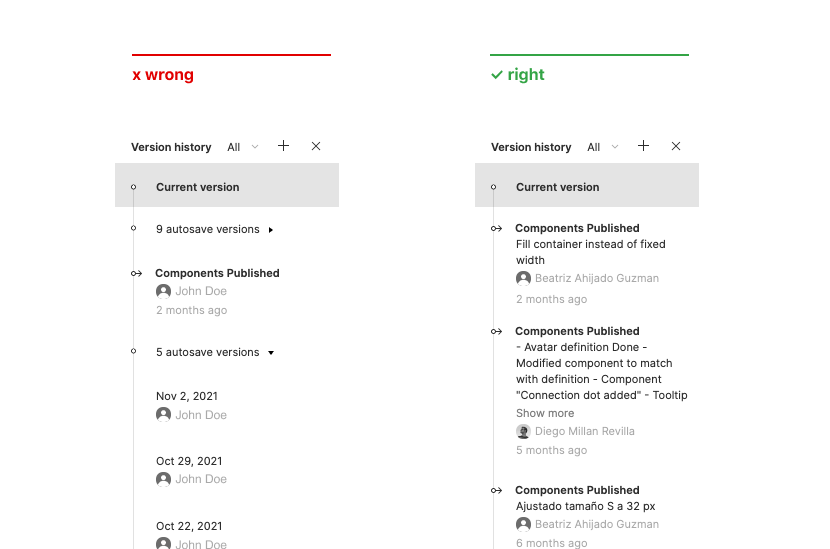 x wrong
Version history All
Current version
9 autosave versions
Components Published
John Doe
2 months ago
5 autosave versions
Nov 2, 2021
John Doe
Oct 29, 2021
John Doe
Oct 22, 2021
John Doe
✓ right
Version history All
Current version
Components Published
Fill container instead of fixed
width
Beatriz Ahijado Guzman
2 months ago
Components Published
- Avatar definition Done -
Modified component to match
with definition - Component
"Connection dot added" - Tooltip
Show more
Diego Millan Revilla
5 months ago
Components Published
Ajustado tamaño S a 32 px
Beatriz Ahijado Guzman
6 months ago